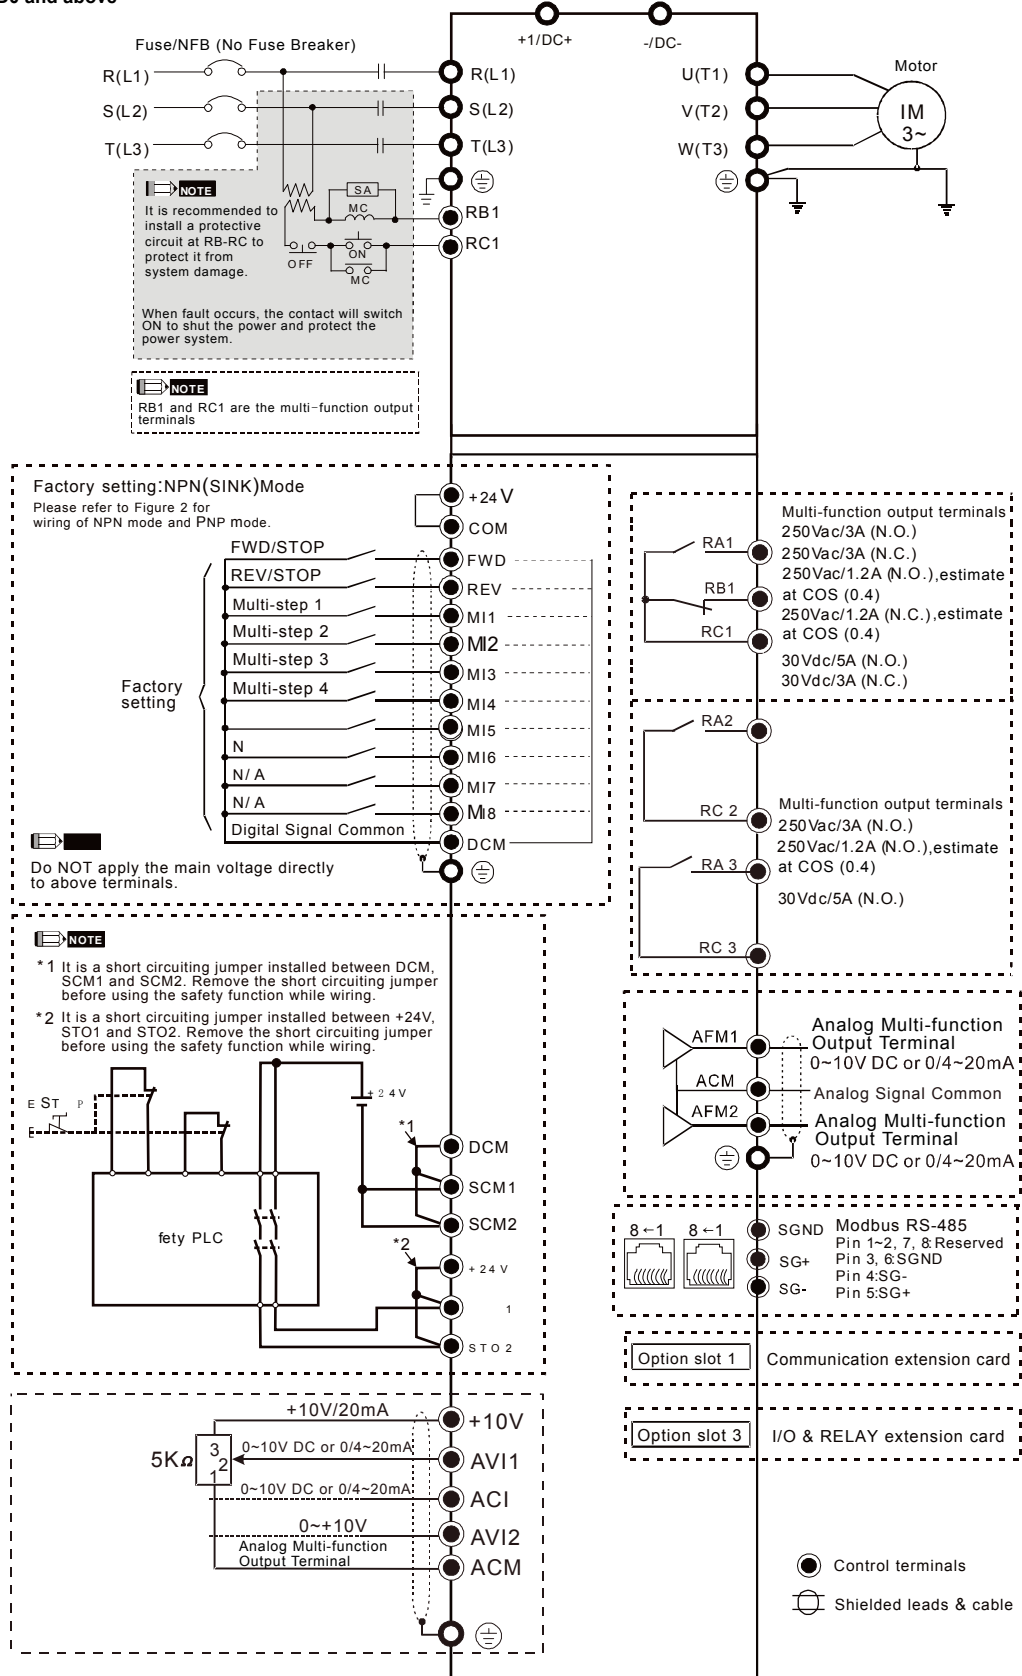 and above
+1/DC+
-/DC-
Fuse/NFB (No Fuse Breaker)
R(L1)
S(L2)
T(L3)
R(L1)
S(L2)
T(L3)
U(T1)
V(T2)
W(T3)
Motor
IM
3~
NOTE
It is recommended to
install a protective
circuit at RB-RC to
protect it from
system damage.
SA
MC
ON
OFF
MC
RB1
RC1
When fault occurs, the contact will switch
ON to shut the power and protect the
power system.
NOTE
RB1 and RC1 are the multi-function output
terminals
Factory setting:NPN(SINK)Mode
Please refer to Figure 2 for
wiring of NPN mode and PNP mode.
+24V
COM
FWD/STOP
FWD
REV/STOP
REV
Multi-step 1
MI1
Multi-step 2
MI2
Multi-step 3
MI3
Multi-step 4
MI4
MI5
N
MI6
N/A
MI7
N/A
MI8
Digital Signal Common
DCM
Factory
setting
Do NOT apply the main voltage directly
to above terminals.
NOTE
*1 It is a short circuiting jumper installed between DCM,
SCM1 and SCM2. Remove the short circuiting jumper
before using the safety function while wiring.
*2 It is a short circuiting jumper installed between +24V,
STO1 and STO2. Remove the short circuiting jumper
before using the safety function while wiring.
+24V
E ST P
*1
DCM
SCM1
SCM2
fety PLC
*2
+24V
1
STO2
+10V/20mA
+10V
5KΩ
3
2
1
0~10V DC or 0/4~20mA
AVI1
0~10V DC or 0/4~20mA
ACI
0~+10V
AVI2
Analog Multi-function
Output Terminal
ACM
RA1
RB1
RC1
Multi-function output terminals
250Vac/3A (N.O.)
250Vac/3A (N.C.)
250Vac/1.2A (N.O.),estimate
at COS (0.4)
250Vac/1.2A (N.C.),estimate
at COS (0.4)
30Vdc/5A (N.O.)
30Vdc/3A (N.C.)
RA2
RC 2
RA 3
RC 3
Multi-function output terminals
250Vac/3A (N.O.)
250Vac/1.2A (N.O.),estimate
at COS (0.4)
30Vdc/5A (N.O.)
AFM1
Analog Multi-function
Output Terminal
0~10V DC or 0/4~20mA
ACM
Analog Signal Common
AFM2
Analog Multi-function
Output Terminal
0~10V DC or 0/4~20mA
8←1
8←1
SGND
SG+
SG-
Modbus RS-485
Pin 1~2, 7, 8:Reserved
Pin 3, 6:SGND
Pin 4:SG-
Pin 5:SG+
Option slot 1
Communication extension card
Option slot 3
I/O & RELAY extension card
Control terminals
Shielded leads & cable